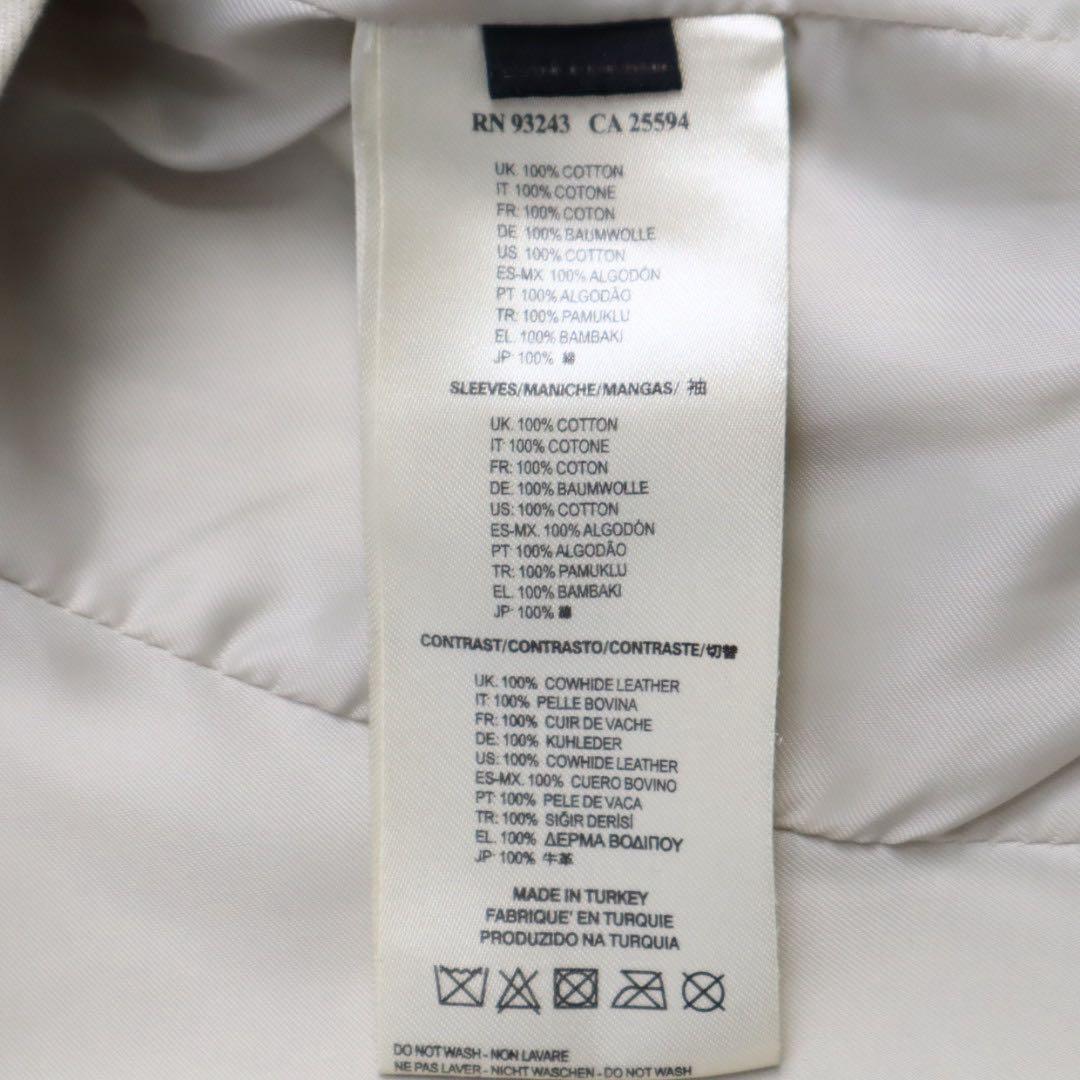 RN 93243 CA 25594
UK. 100% COTTON
IT 100% COTONE
FR: 100% COTON
DE 100% BAUMWOLLE
US 100% COTTON
ES-MX 100% ALGODÓN
PT 100% ALGODÃO
TR: 100% PAMUKLU
EL. 100% BAMBAKI
JP 100% 綿
SLEEVES/MANICHE/MANGAS/ 袖
UK. 100% COTTON
IT 100% COTONE
FR: 100% COTON
DE: 100% BAUMWOLLE
US: 100% COTTON
ES-MX. 100% ALGODÓN
PT 100% ALGODÃO
TR: 100% PAMUKLU
EL. 100% BAMBAKI
JP 100% 綿
CONTRAST/CONTRASTO/CONTRASTE/切替
UK. 100% COWHIDE LEATHER
IT: 100% PELLE BOVINA
FR: 100% CUIR DE VACHE
DE: 100% KUHLEDER
US: 100% COWHIDE LEATHER
ES-MX. 100% CUERO BOVINO
PT 100% PELE DE VACA
TR: 100% SIĞIR DERİSİ
EL. 100% ΔΕΡΜΑ ΒΟΔΙΠΟΥ
JP 100% 牛革
MADE IN TURKEY
FABRIQUE' EN TURQUIE
PRODUZIDO NA TURQUIA
DO NOT WASH - NON LAVARE
NE PAS LAVER - NICHT WASCHEN - DO NOT WASH